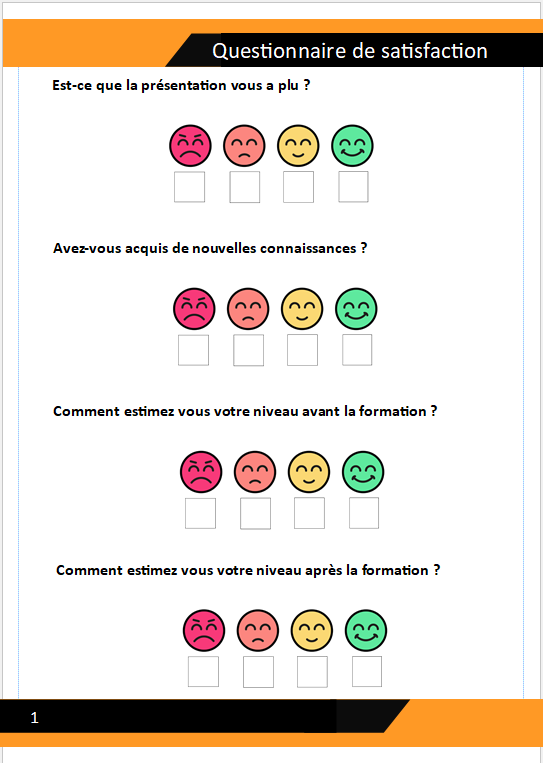 Questionnaire de satisfaction
Est-ce que la présentation vous a plu ?
Avez-vous acquis de nouvelles connaissances ?
Comment estimez vous votre niveau avant la formation ?
Comment estimez vous votre niveau après la formation ?
1